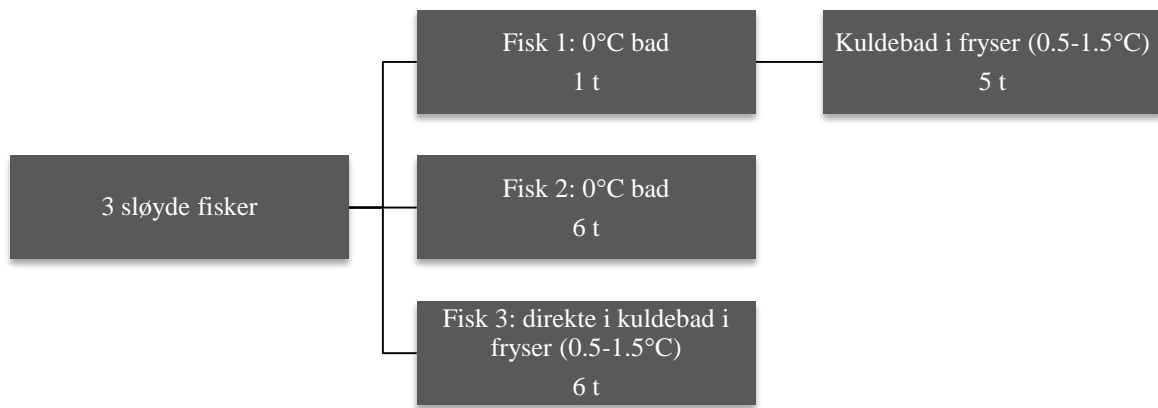 3 sløyde fisker
Fisk 1: 0°C bad
1 t
Kuldebad i fryser (0.5-1.5°C)
5 t
Fisk 2: 0°C bad
6 t
Fisk 3: direkte i kuldebad i
fryser (0.5-1.5°C)
6 t